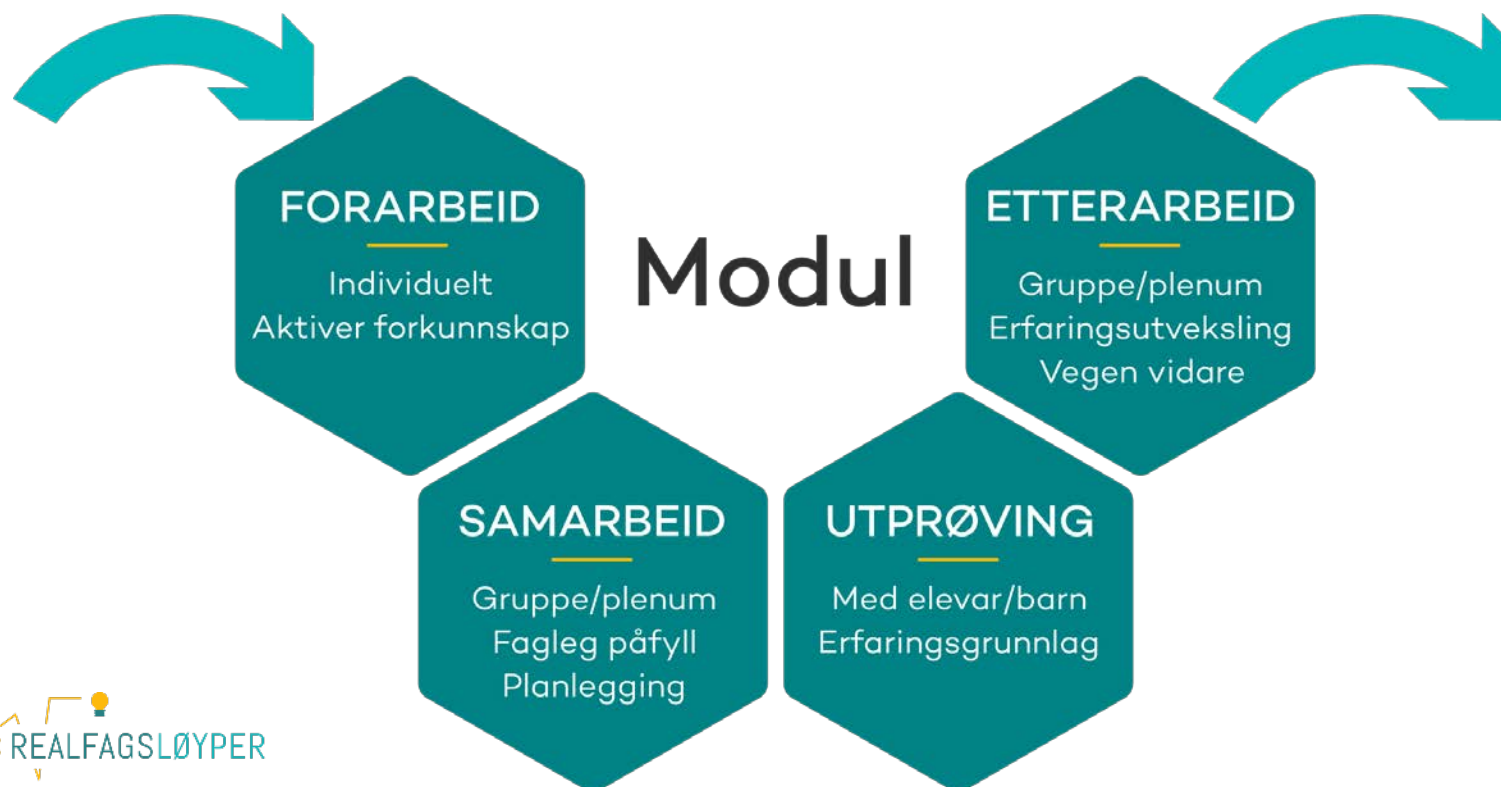 Modul
FORARBEID
Individuelt
Aktiver forkunnskap
SAMARBEID
Gruppe/plenum
Fagleg påfyll
Planlegging
UTPRØVING
Med elevar/barn
Erfaringsgrunnlag
ETTERARBEID
Gruppe/plenum
Erfaringsutveksling
Vegen vidare
REALFAGSLØYPER